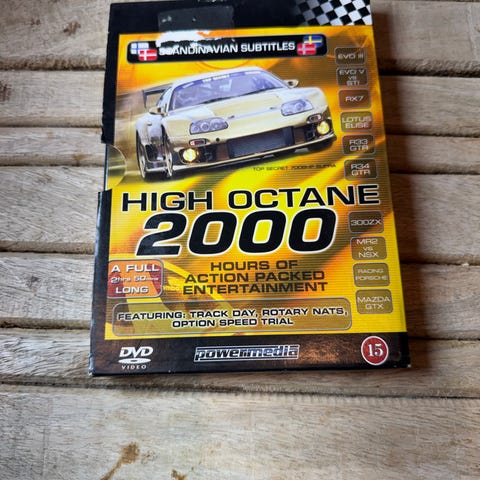 SCANDINAVIAN SUBTITLES
EVO III
EVO V
VS
STI
RX7
LOTUS
ELISE
R33
GTR
TOP SECRET 700BHP SUPRA
R34
GTR
HIGH OCTANE
2000
300ZX
HOURS OF
ACTION PACKED
ENTERTAINMENT
MR2
VS
NSX
A FULL
2hrs 50mins
LONG
RACING
PORSCHE
MAZDA
GTX
FEATURING: TRACK DAY, ROTARY NATS,
OPTION SPEED TRIAL
DVD
VIDEO
powermedia
15